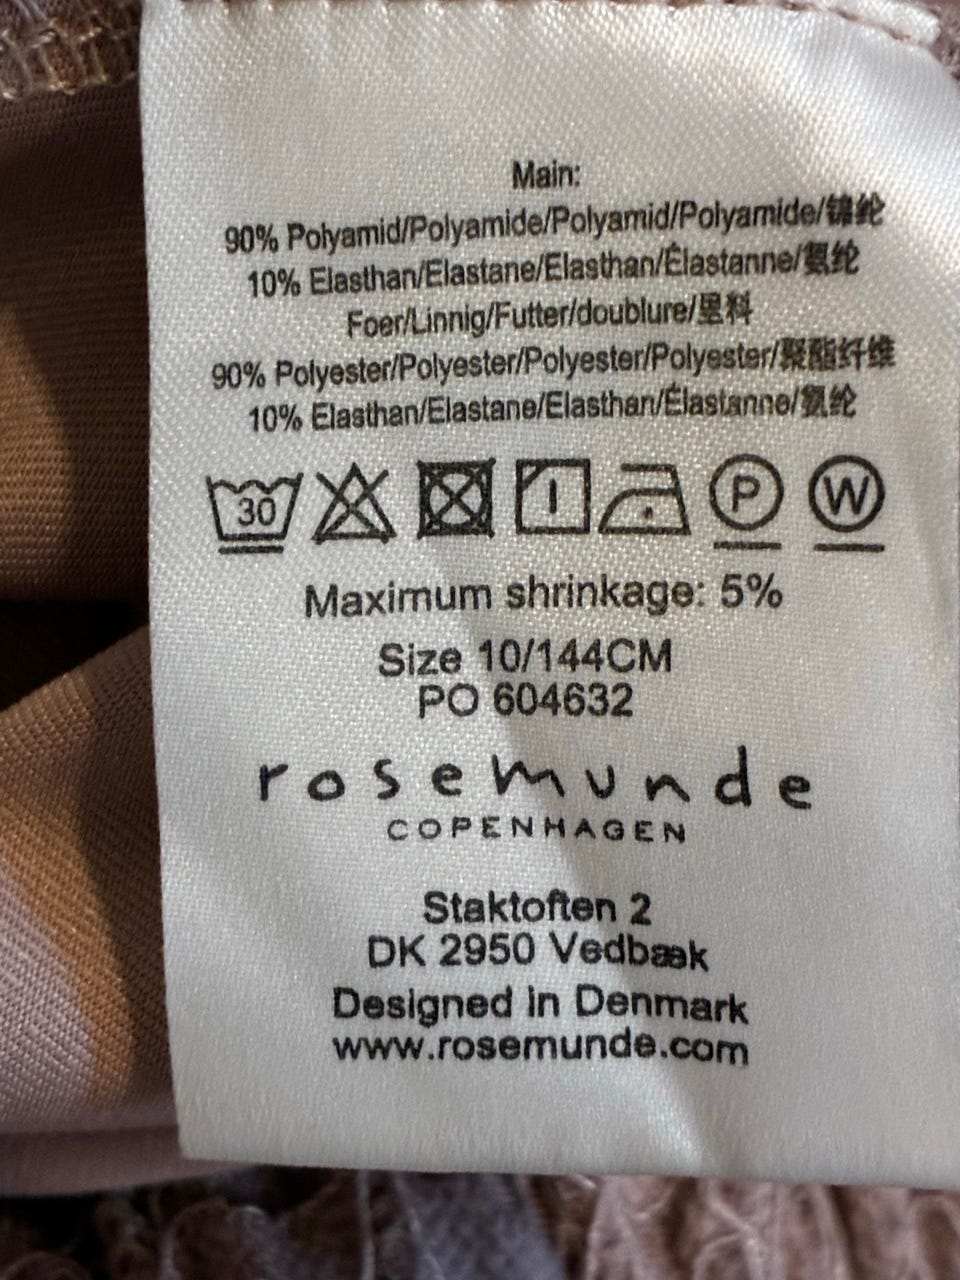 Main:
90% Polyamid/Polyamide/Polyamid/Polyamide/锦纶
10% Elasthan/Elastane/Elasthan/Élastanne/氨纶
Foer/Linnig/Futter/doublure/里料
90% Polyester/Polyester/Polyester/Polyester/聚酯纤维
10% Elasthan/Elastane/Elasthan/Élastanne/氨纶
30 P W
Maximum shrinkage: 5%
Size 10/144CM
PO 604632
rosemunde
COPENHAGEN
Staktoften 2
DK 2950 Vedbæk
Designed in Denmark
www.rosemunde.com